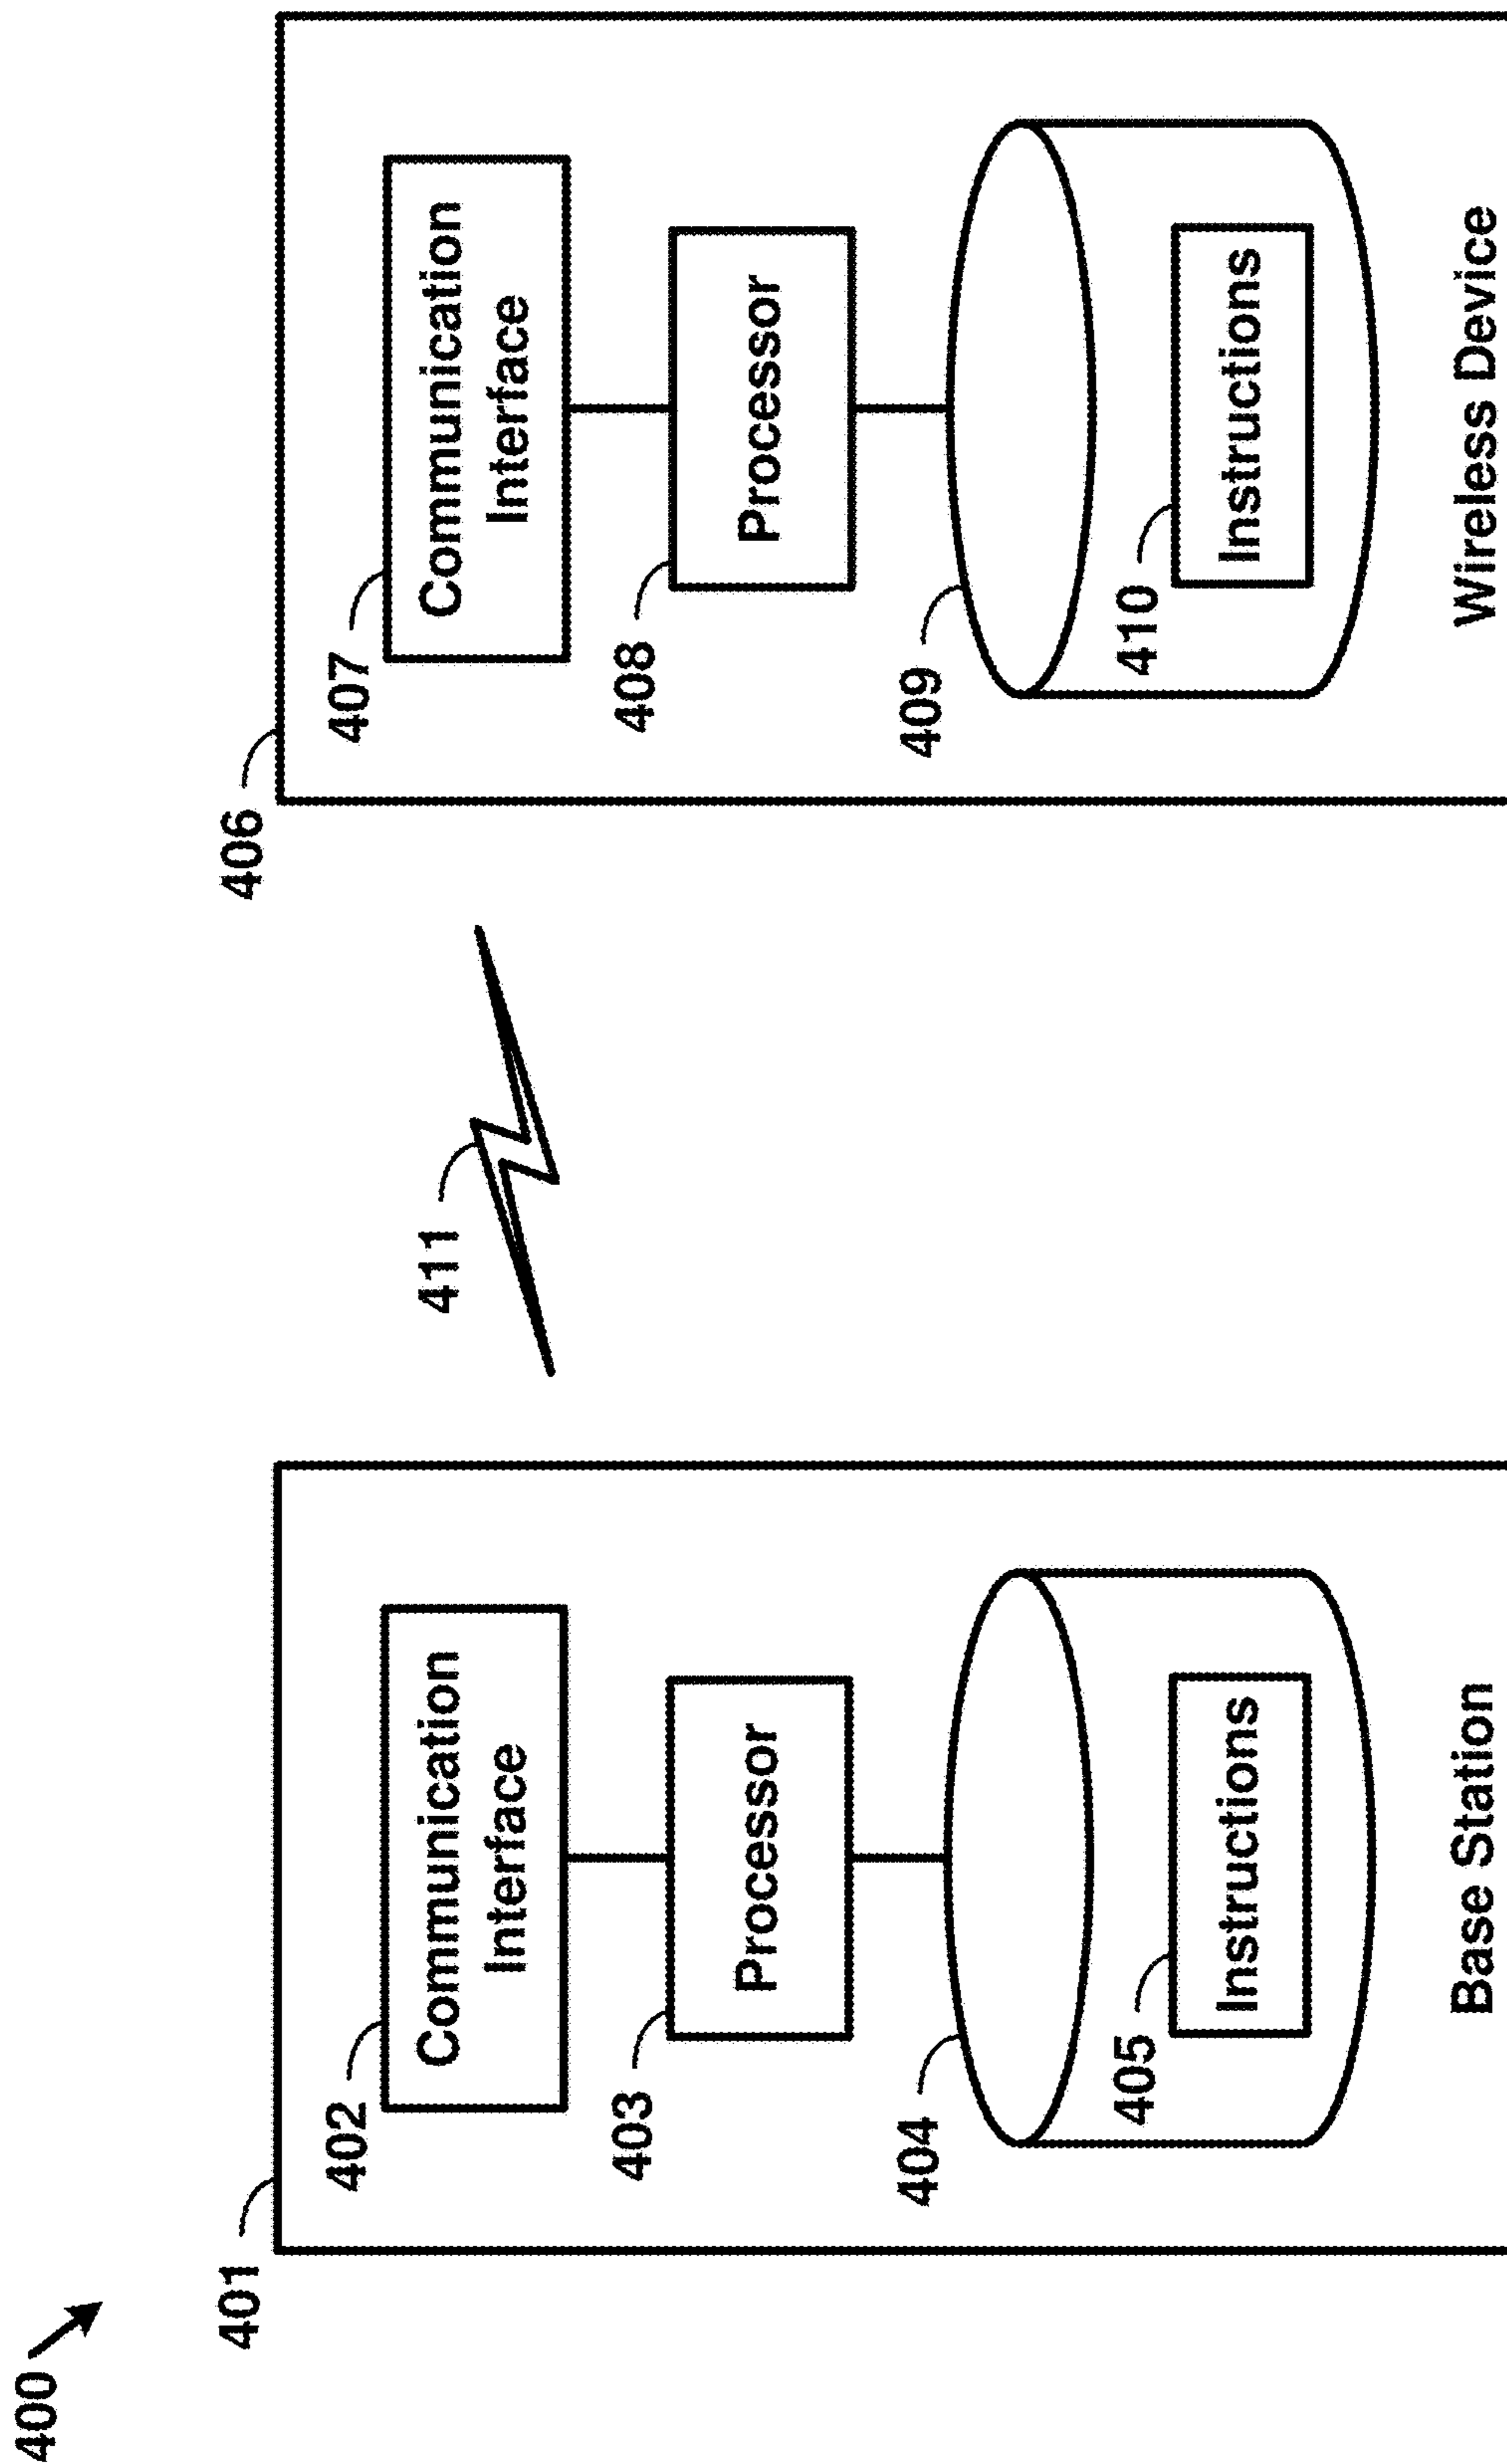 400
401
402
Communication
Interface
403
Processor
404
405
Instructions
Base Station
411
406
407
Communication
Interface
408
Processor
409
410
Instructions
Wireless Device